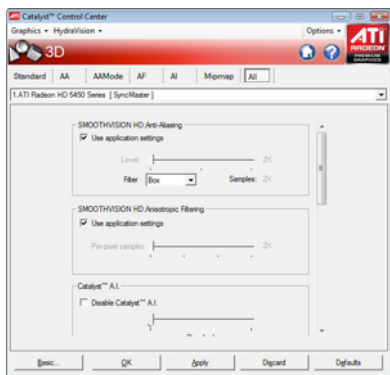 ATI Catalyst™ Control Center
Graphics HydraVision Options
3D
ATI
RADEON
PREMIUM
GRAPHICS
Standard AA AAMode AF AI Mipmap All
1.ATI Radeon HD 5450 Series [ SyncMaster ]
SMOOTHVISION HD:Anti-Aliasing
Use application settings
Level 2X
Filter Box Samples: 2X
SMOOTHVISION HD:Anisotropic Filtering
Use application settings
Per-pixel samples 2X
Catalyst™ A.I.
Disable Catalyst™ A.I.
Basic... OK Apply Discard Defaults